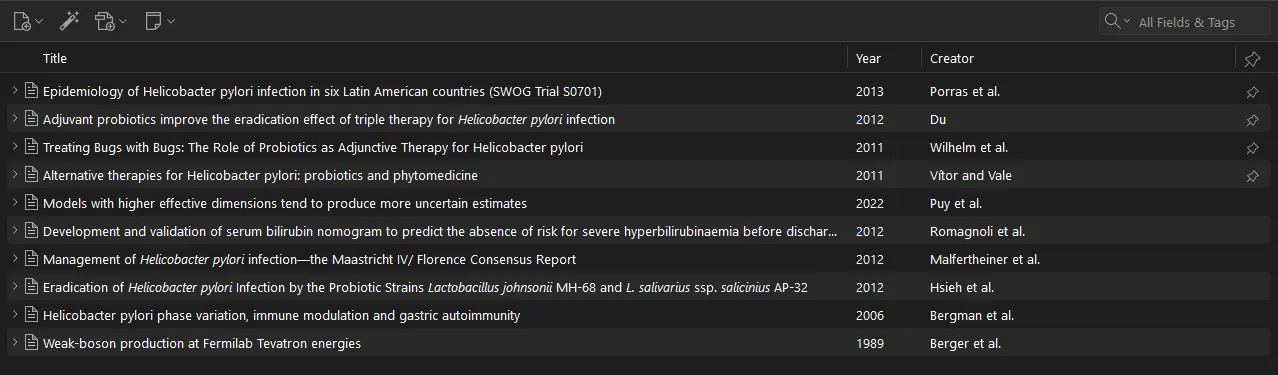 All Fields & Tags
Title Year Creator
Epidemiology of Helicobacter pylori infection in six Latin American countries (SWOG Trial S0701) 2013 Porras et al.
Adjuvant probiotics improve the eradication effect of triple therapy for Helicobacter pylori infection 2012 Du
Treating Bugs with Bugs: The Role of Probiotics as Adjunctive Therapy for Helicobacter pylori 2011 Wilhelm et al.
Alternative therapies for Helicobacter pylori: probiotics and phytomedicine 2011 Vítor and Vale
Models with higher effective dimensions tend to produce more uncertain estimates 2022 Puy et al.
Development and validation of serum bilirubin nomogram to predict the absence of risk for severe hyperbilirubinaemia before dischar... 2012 Romagnoli et al.
Management of Helicobacter pylori infection—the Maastricht IV/ Florence Consensus Report 2012 Malfertheiner et al.
Eradication of Helicobacter pylori Infection by the Probiotic Strains Lactobacillus johnsonii MH-68 and L. salivarius ssp. salicinius AP-32 2012 Hsieh et al.
Helicobacter pylori phase variation, immune modulation and gastric autoimmunity 2006 Bergman et al.
Weak-boson production at Fermilab Tevatron energies 1989 Berger et al.